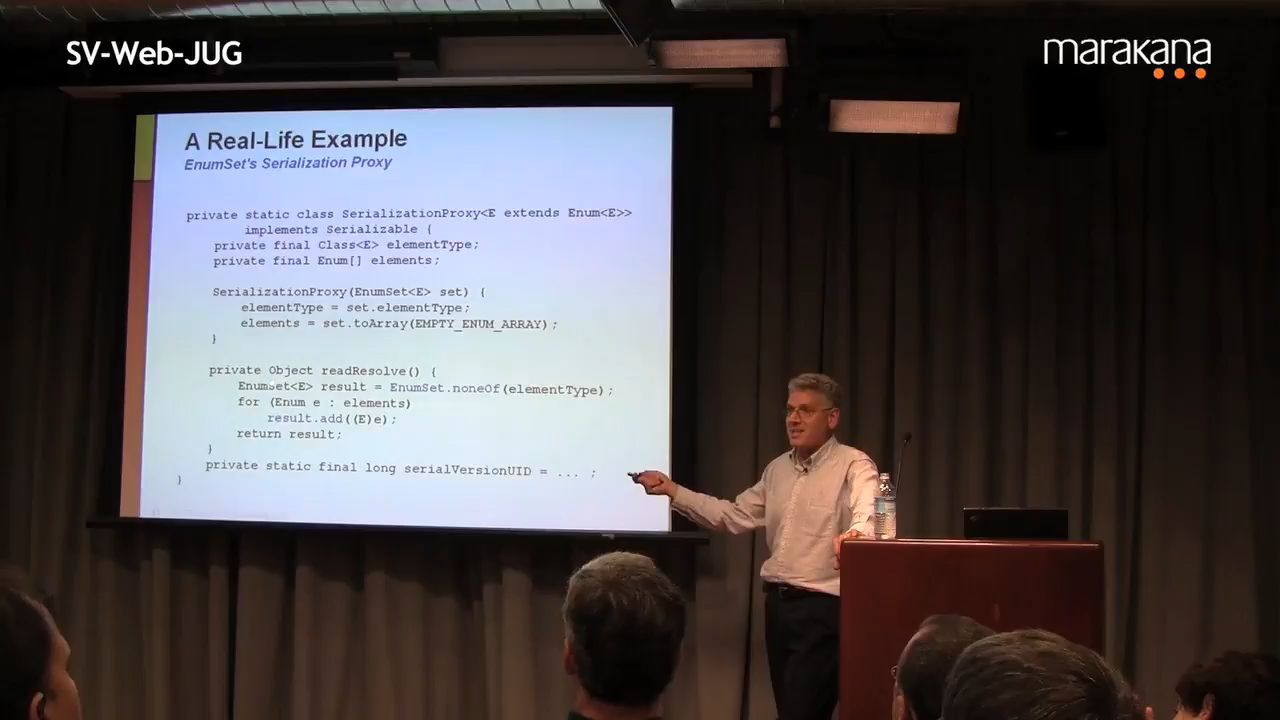 SV-Web-JUG
marakana
A Real-Life Example
EnumSet's Serialization Proxy
private static class SerializationProxy<E extends Enum<E>>
implements Serializable {
private final Class<E> elementType;
private final Enum[] elements;
SerializationProxy(EnumSet<E> set) {
elementType = set.elementType;
elements = set.toArray(EMPTY_ENUM_ARRAY);
}
private Object readResolve() {
EnumSet<E> result = EnumSet.noneOf(elementType);
for (Enum e : elements)
result.add((E)e);
return result;
}
private static final long serialVersionUID = ... ;
}